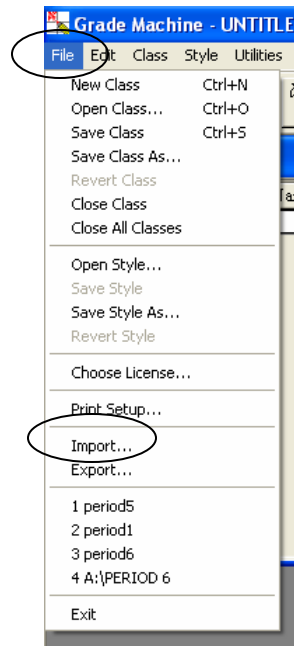 Grade Machine - UNTITLE
File Edit Class Style Utilities
New Class Ctrl+N
Open Class... Ctrl+O
Save Class Ctrl+S
Save Class As...
Revert Class
Close Class
Close All Classes
Open Style...
Save Style
Save Style As...
Revert Style
Choose License...
Print Setup...
Import...
Export...
1 period5
2 period1
3 period6
4 A:\PERIOD 6
Exit